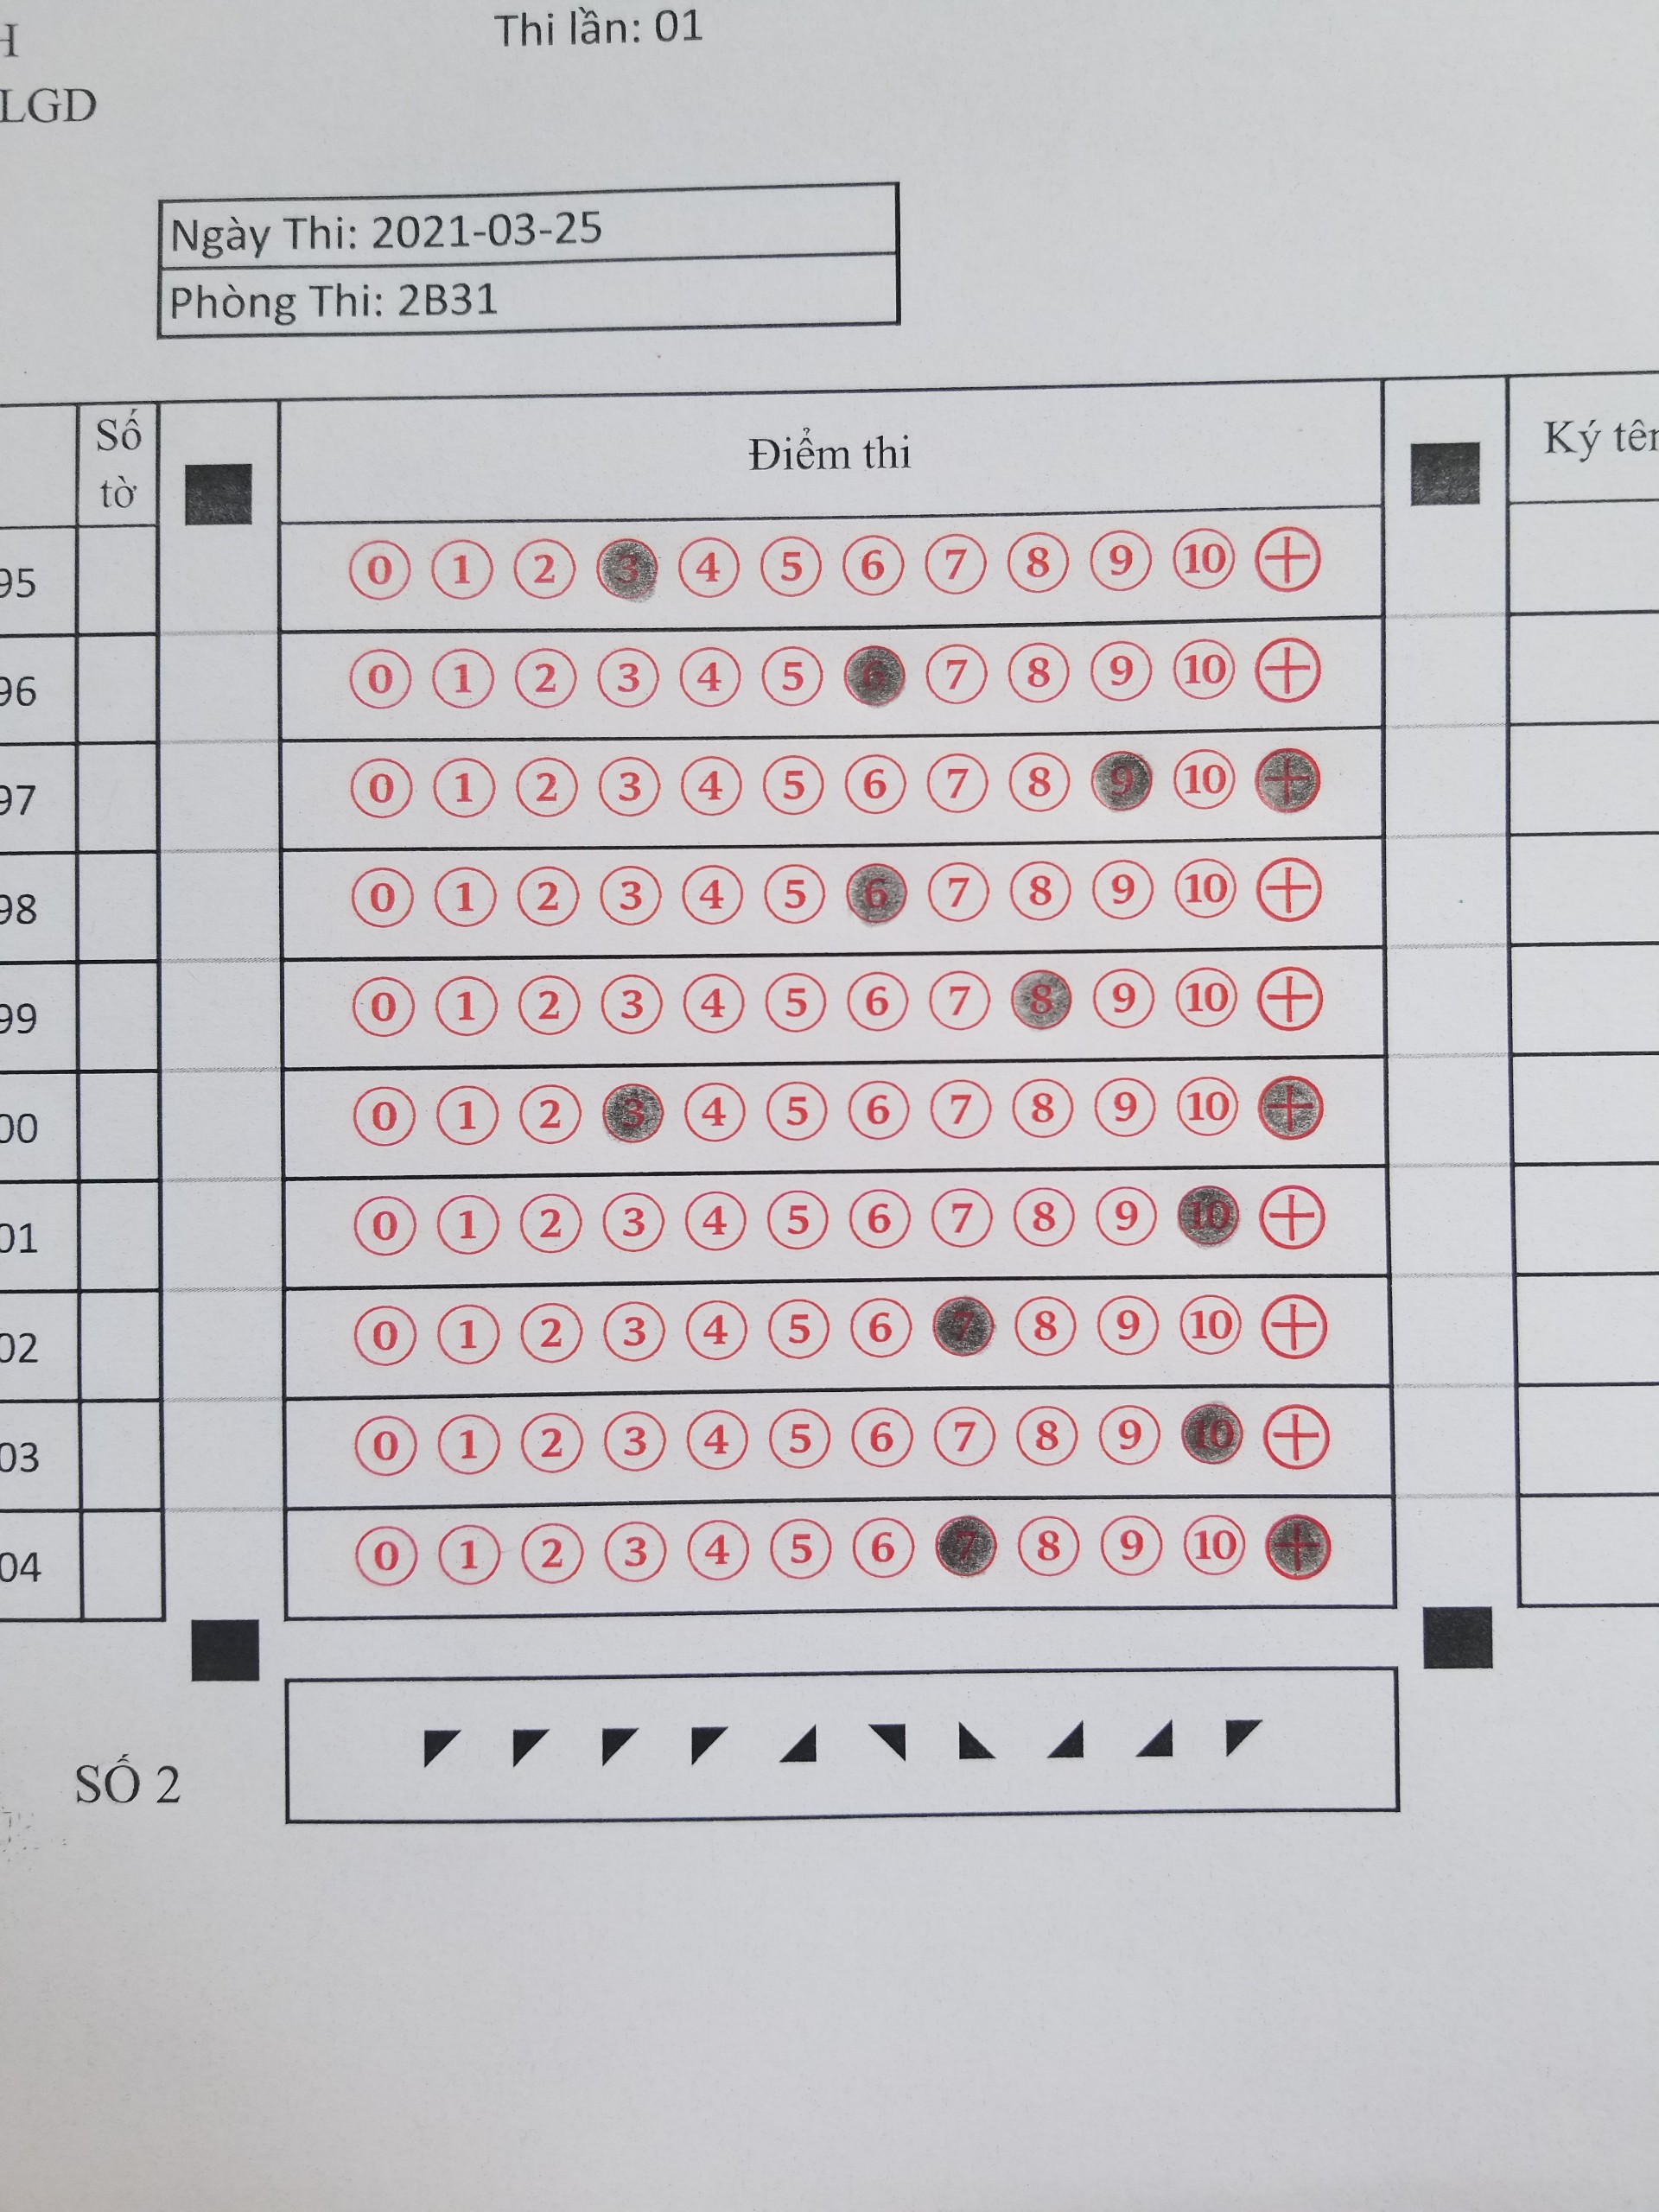 H
Thi lần: 01
LGD
Ngày Thi: 2021-03-25
Phòng Thi: 2B31
Số tờ Điểm thi Ký tên
95 0 1 2 3 4 5 6 7 8 9 10 +
96 0 1 2 3 4 5 6 7 8 9 10 +
97 0 1 2 3 4 5 6 7 8 9 10 +
98 0 1 2 3 4 5 6 7 8 9 10 +
99 0 1 2 3 4 5 6 7 8 9 10 +
00 0 1 2 3 4 5 6 7 8 9 10 +
01 0 1 2 3 4 5 6 7 8 9 10 +
02 0 1 2 3 4 5 6 7 8 9 10 +
03 0 1 2 3 4 5 6 7 8 9 10 +
04 0 1 2 3 4 5 6 7 8 9 10 +
SỐ 2